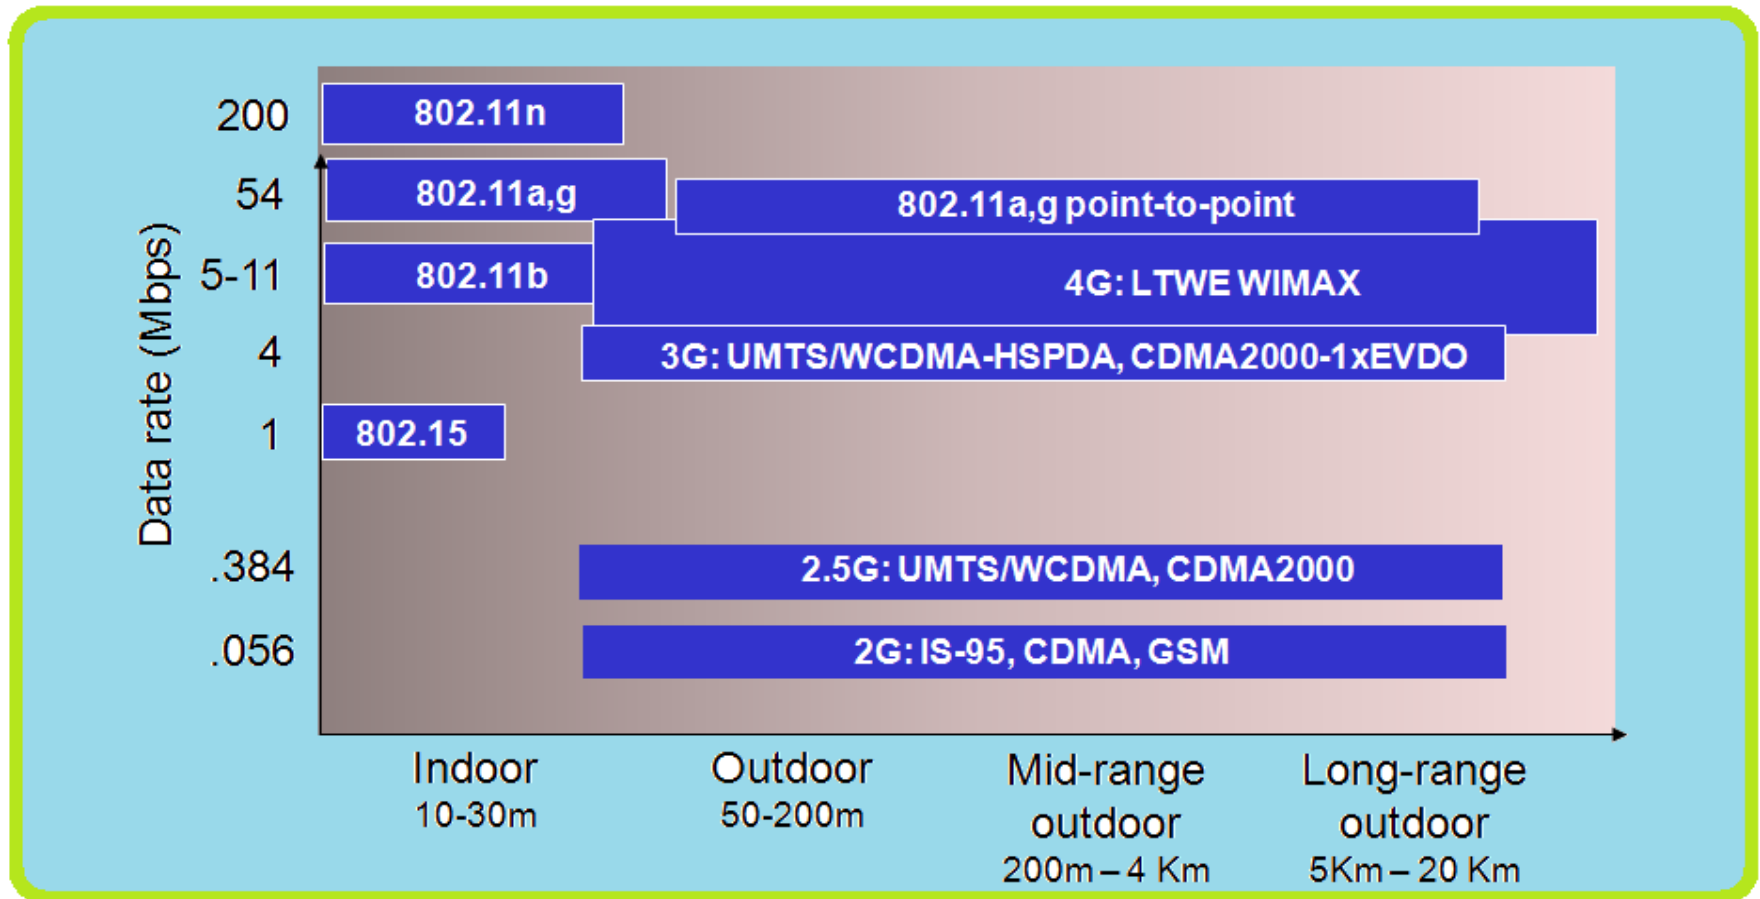 200
802.11n
54
802.11a,g
802.11a,g point-to-point
5-11
802.11b
4G: LTWE WIMAX
4
3G: UMTS/WCDMA-HSPDA, CDMA2000-1xEVDO
1
802.15
.384
2.5G: UMTS/WCDMA, CDMA2000
.056
2G: IS-95, CDMA, GSM
Data rate (Mbps)
Indoor
10-30m
Outdoor
50-200m
Mid-range
outdoor
200m – 4 Km
Long-range
outdoor
5Km – 20 Km